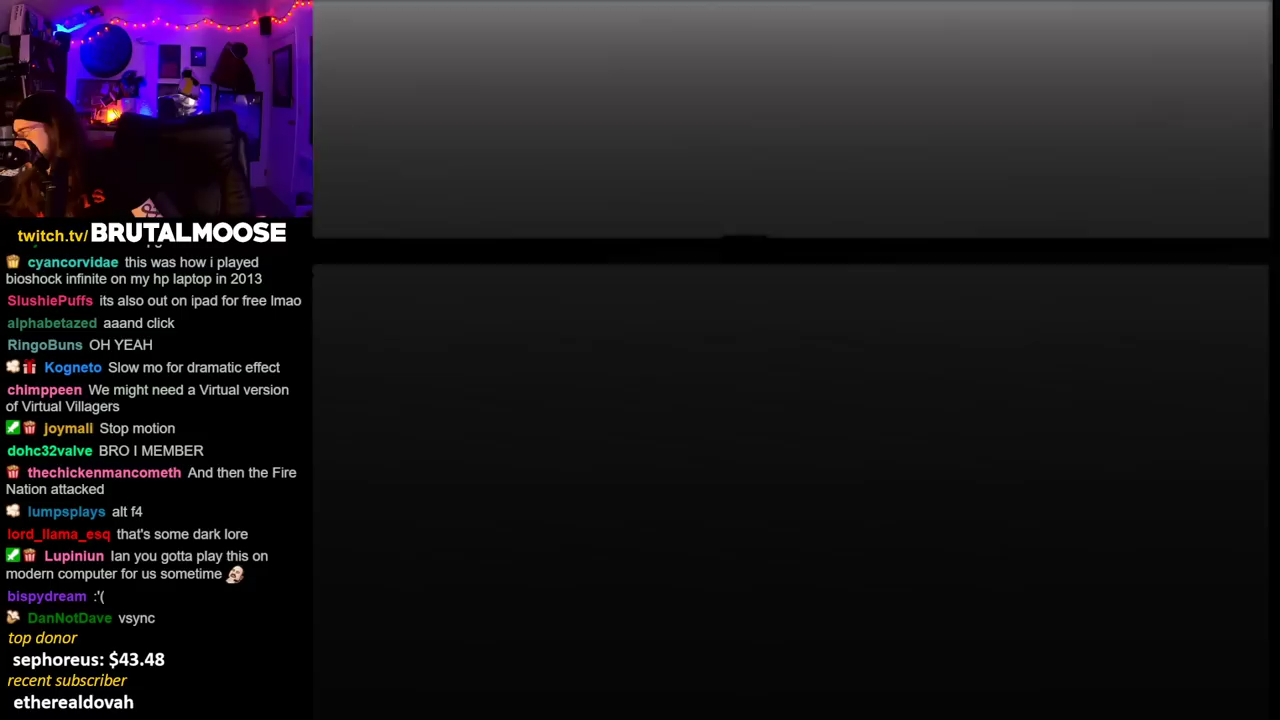 twitch.tv/BRUTALMOOSE
cyancorvidae this was how i played
bioshock infinite on my hp laptop in 2013
SlushiePuffs its also out on ipad for free lmao
alphabetazed aaand click
RingoBuns OH YEAH
Kogneto Slow mo for dramatic effect
chimppeen We might need a Virtual version
of Virtual Villagers
joymali Stop motion
dohc32valve BRO I MEMBER
thechickenmancometh And then the Fire
Nation attacked
lumpsplays alt f4
lord_llama_esq that's some dark lore
Lupiniun Ian you gotta play this on
modern computer for us sometime
bispydream :'(
DanNotDave vsync
top donor
sephoreus: $43.48
recent subscriber
etherealdovah